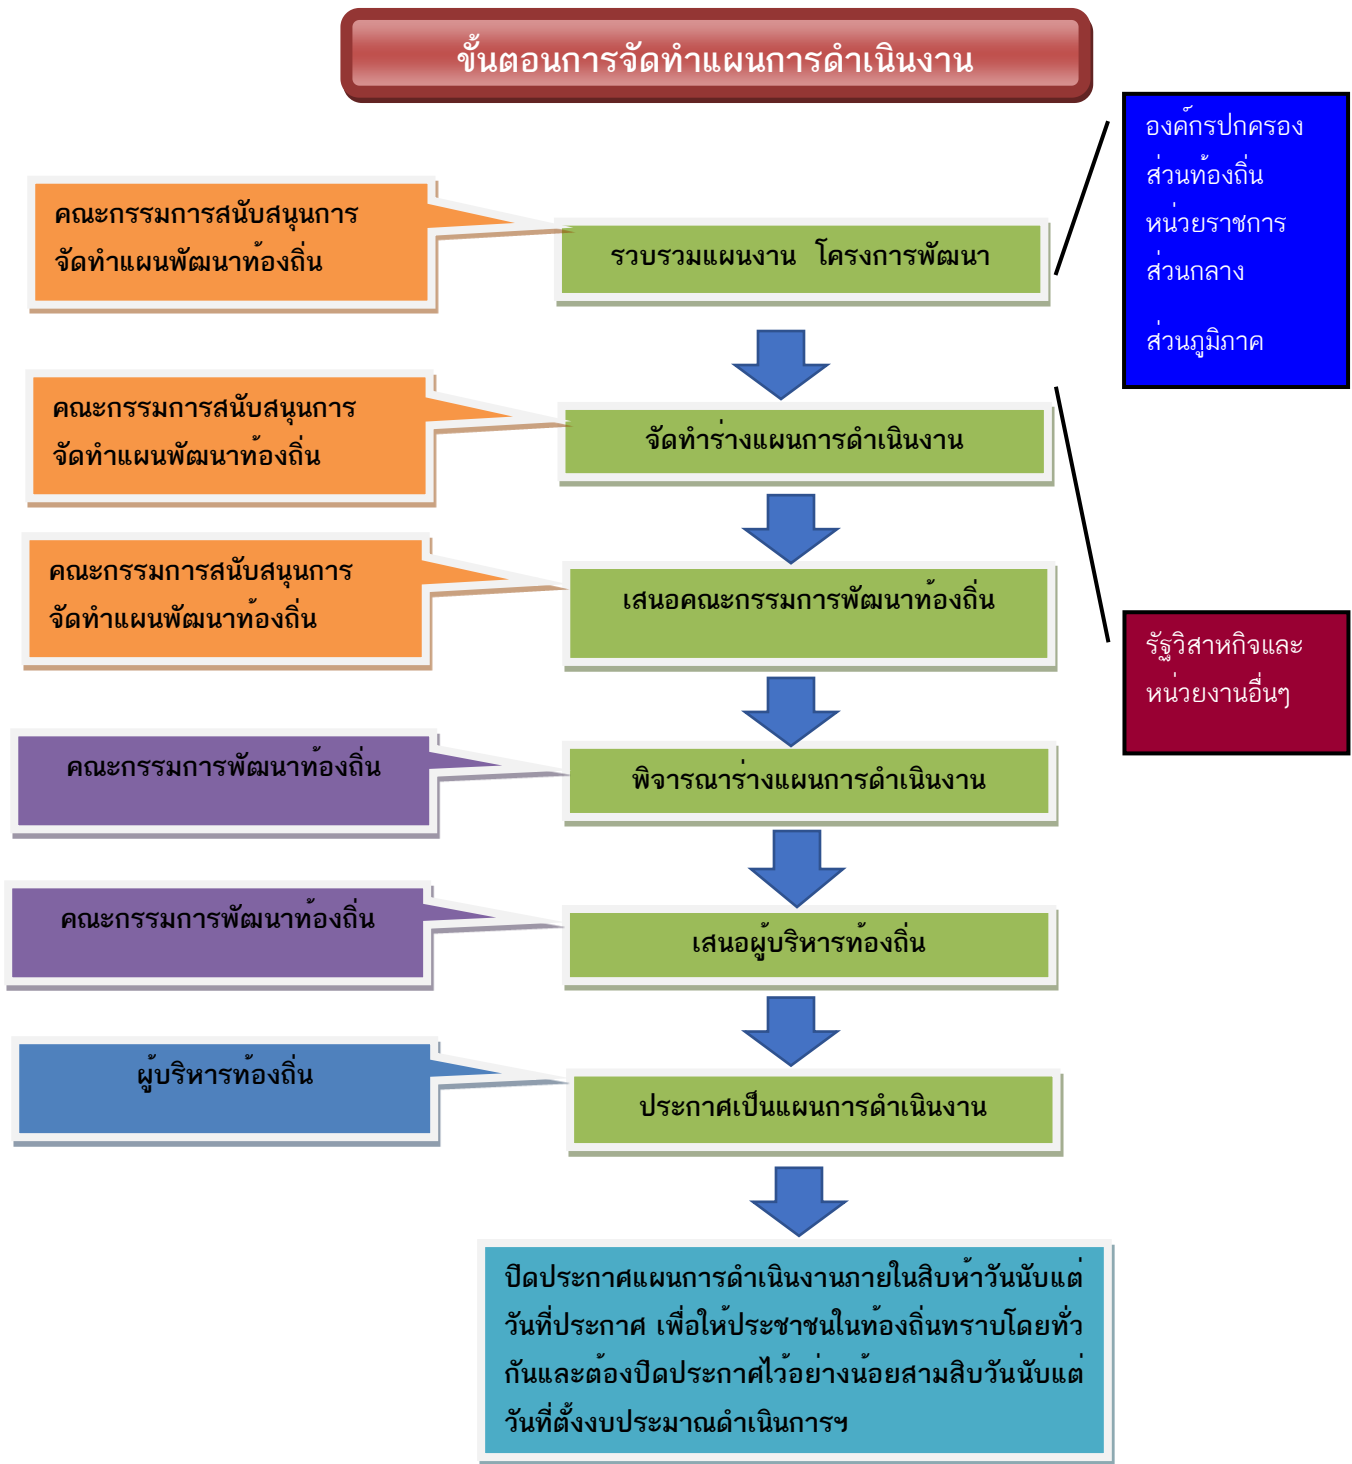 ขั้นตอนการจัดทำแผนการดำเนินงาน
องค์กรปกครอง
ส่วนท้องถิ่น
หน่วยราชการ
ส่วนกลาง
ส่วนภูมิภาค
คณะกรรมการสนับสนุนการ
จัดทำแผนพัฒนาท้องถิ่น
รวบรวมแผนงาน โครงการพัฒนา
คณะกรรมการสนับสนุนการ
จัดทำแผนพัฒนาท้องถิ่น
จัดทำร่างแผนการดำเนินงาน
คณะกรรมการสนับสนุนการ
จัดทำแผนพัฒนาท้องถิ่น
เสนอคณะกรรมการพัฒนาท้องถิ่น
รัฐวิสาหกิจและ
หน่วยงานอื่นๆ
คณะกรรมการพัฒนาท้องถิ่น
พิจารณาร่างแผนการดำเนินงาน
คณะกรรมการพัฒนาท้องถิ่น
เสนอผู้บริหารท้องถิ่น
ผู้บริหารท้องถิ่น
ประกาศเป็นแผนการดำเนินงาน
ปิดประกาศแผนการดำเนินงานภายในสิบห้าวันนับแต่
วันที่ประกาศ เพื่อให้ประชาชนในท้องถิ่นทราบโดยทั่ว
กันและต้องปิดประกาศไว้อย่างน้อยสามสิบวันนับแต่
วันที่ตั้งงบประมาณดำเนินการฯ